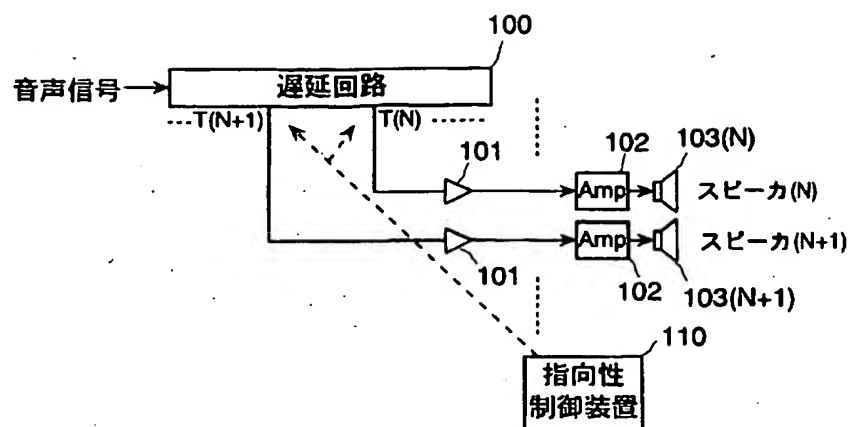 100
音声信号
遅延回路
T(N+1)
T(N)
101
102
103(N)
Amp
スピーカ(N)
Amp
スピーカ(N+1)
101
102
103(N+1)
110
指向性
制御装置